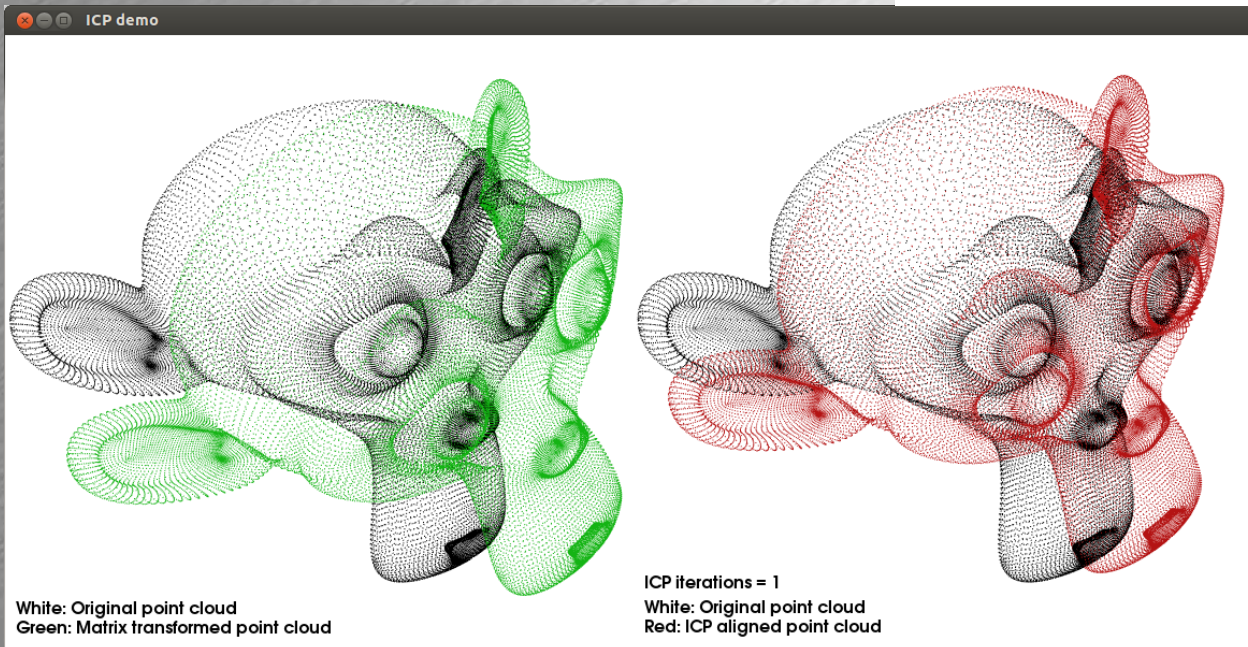 ICP demo
White: Original point cloud
Green: Matrix transformed point cloud
ICP iterations = 1
White: Original point cloud
Red: ICP aligned point cloud